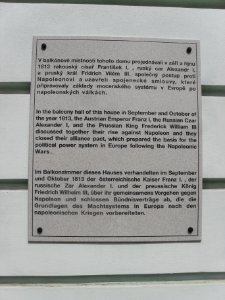 V balkónové místnosti tohoto domu projednávali v září a říjnu
1813 rakouský císař František I. , ruský car Alexandr I.
a pruský král Fridrich Vilém III. společný postup proti
Napoleonovi a uzavřeli spojenecké smlouvy, které
připravovaly základy mocenského systému v Evropě po
napoleonských válkách.
In the balcony hall of this house in September and October of
the year 1813, the Austrian Emperor Franz I , the Russian Czar
Alexander I, and the Prussian King Frederick William III
discussed together their rise against Napoleon and they
closed their alliance pact, which prepared the basis for the
political power system in Europe following the Napoleonic
Wars.
Im Balkonzimmer dieses Hauses verhandelten im September
und Oktober 1813 der österreichische Kaiser Franz I. , der
russische Zar Alexander I. und der preussische König
Friedrich Wilhelm III. über ihr gemeinsames Vorgehen gegen
Napoleon und schlossen Bündnisverträge ab, die die
Grundlagen des Machtsystems in Europa nach den
napoleonischen Kriegen vorbereiteten.